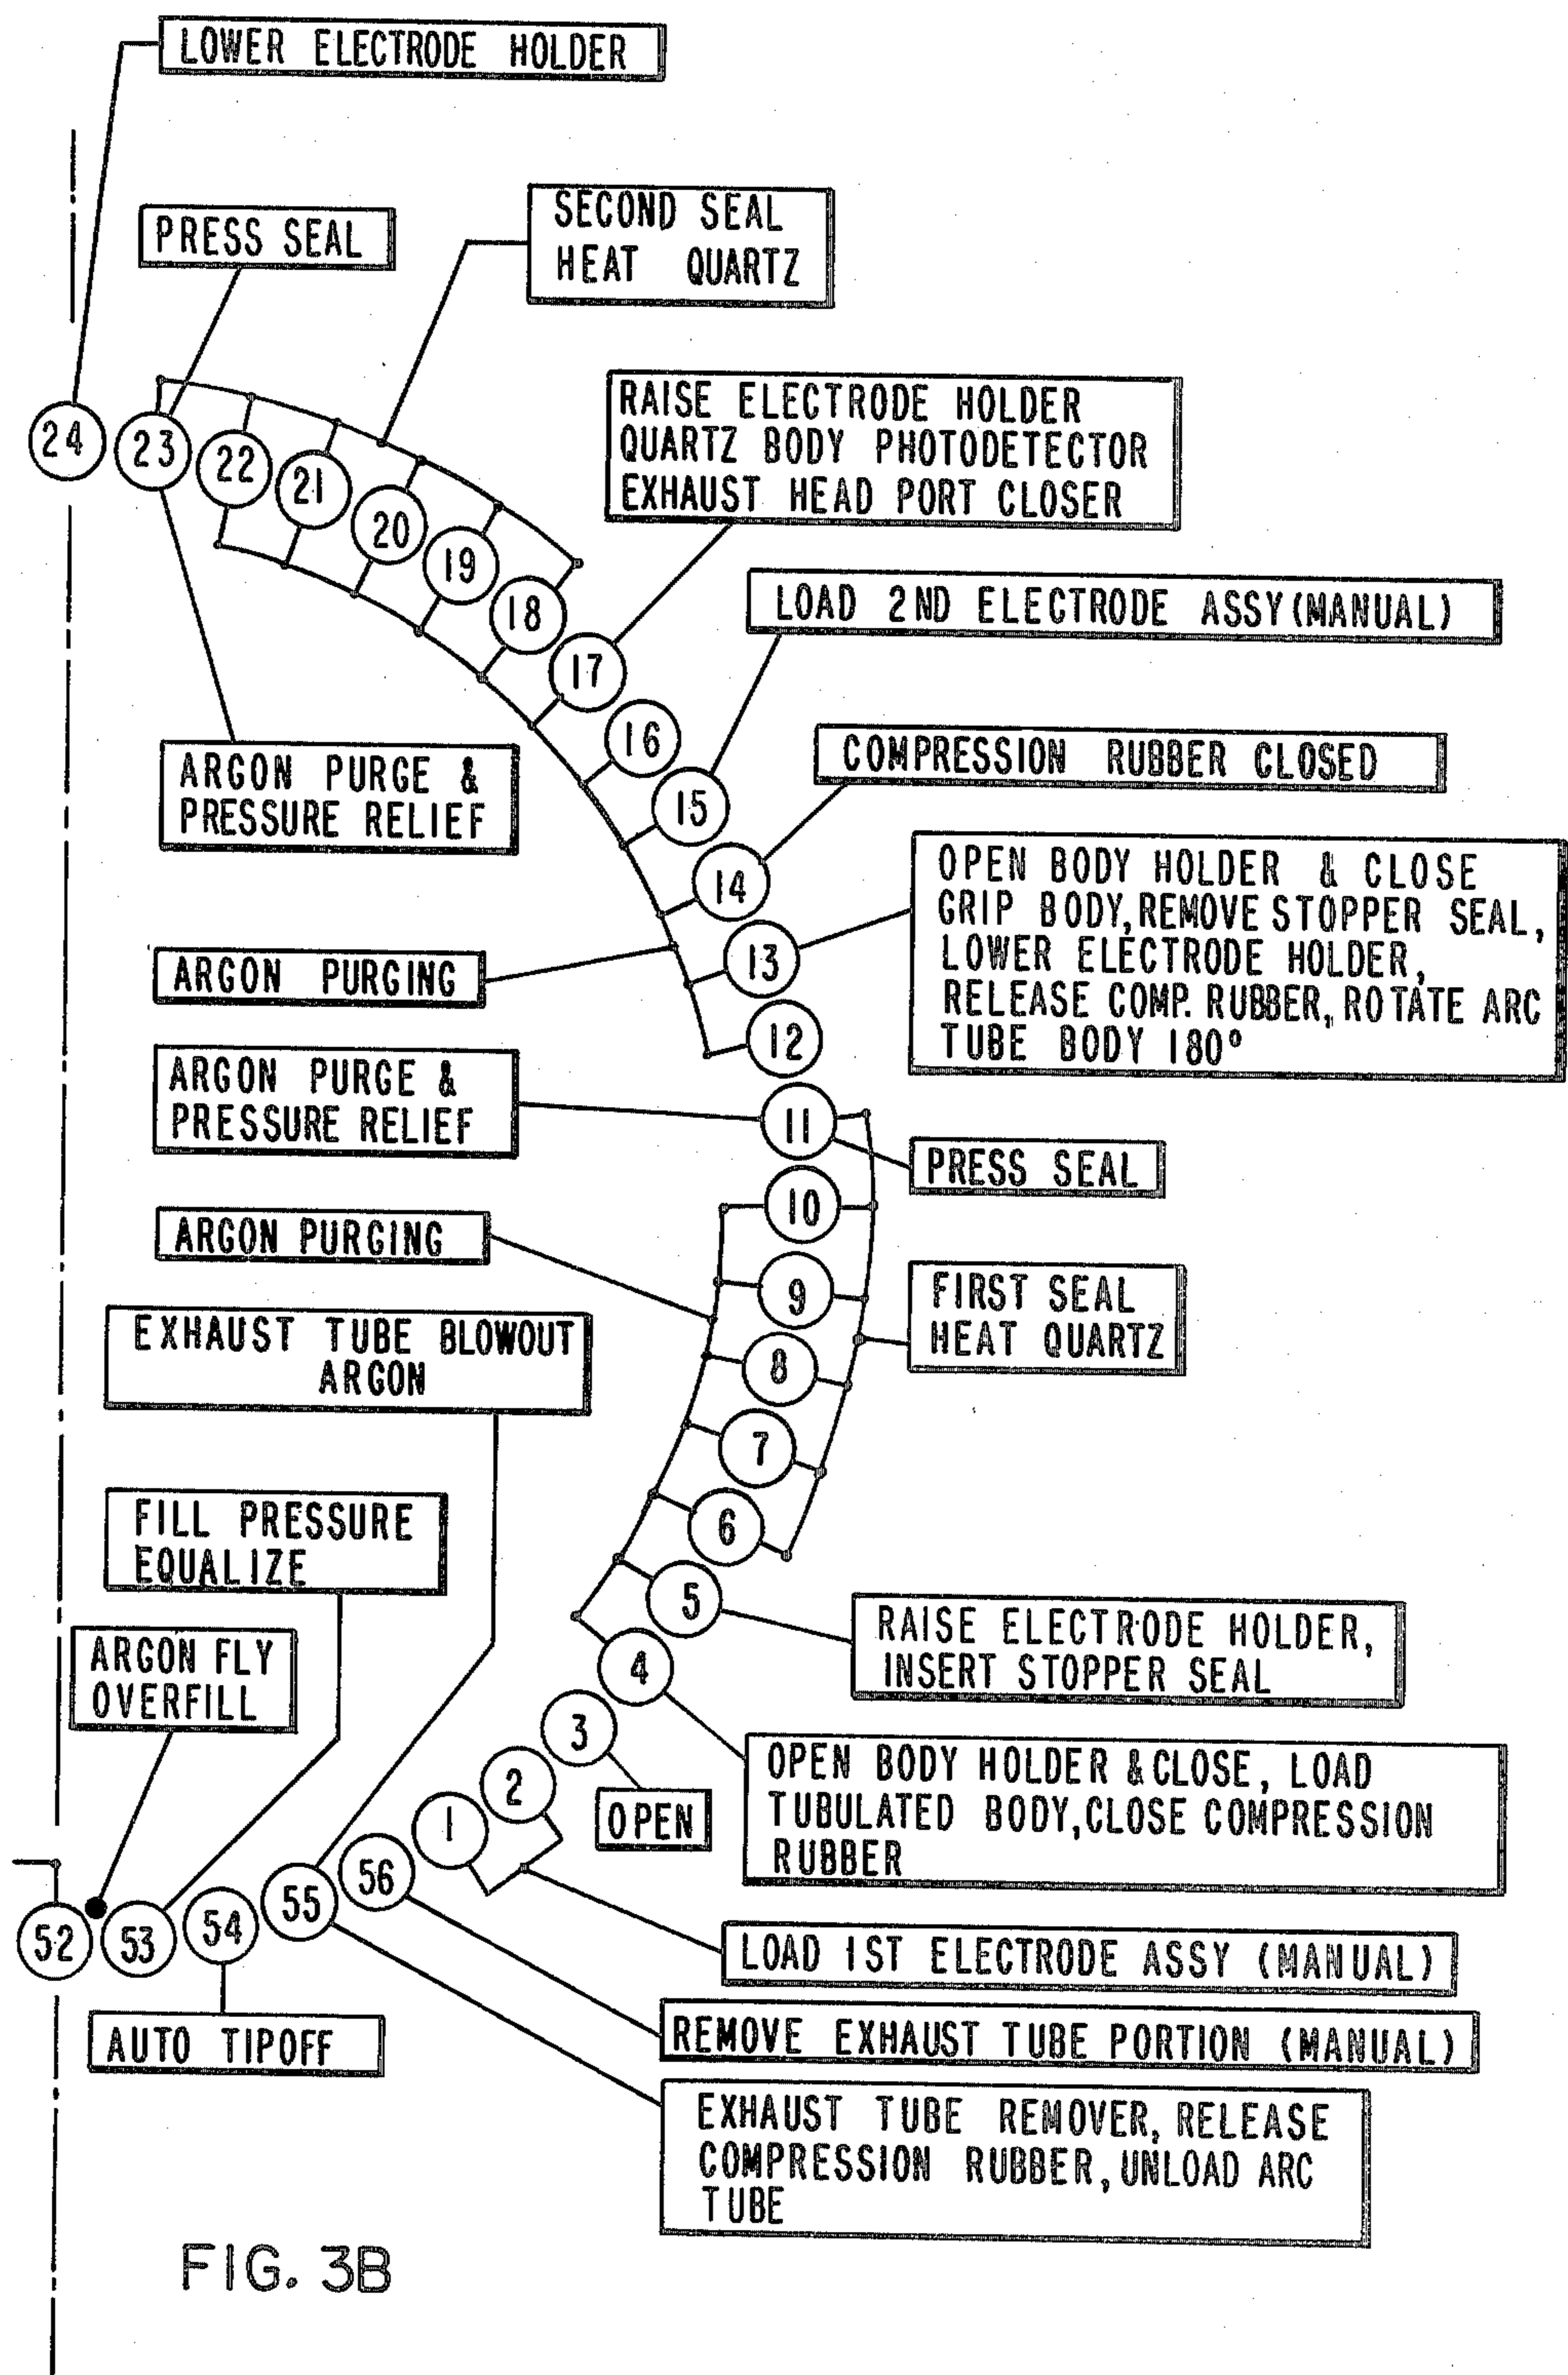 LOWER ELECTRODE HOLDER
PRESS SEAL
SECOND SEAL
HEAT QUARTZ
24
23
22
21
20
19
18
17
16
15
14
13
12
11
10
9
8
7
6
5
4
3
2
1
56
55
54
53
52
RAISE ELECTRODE HOLDER
QUARTZ BODY PHOTODETECTOR
EXHAUST HEAD PORT CLOSER
LOAD 2ND ELECTRODE ASSY (MANUAL)
ARGON PURGE &
PRESSURE RELIEF
COMPRESSION RUBBER CLOSED
OPEN BODY HOLDER & CLOSE
GRIP BODY, REMOVE STOPPER SEAL,
LOWER ELECTRODE HOLDER,
RELEASE COMP. RUBBER, ROTATE ARC
TUBE BODY 180°
ARGON PURGING
ARGON PURGE &
PRESSURE RELIEF
PRESS SEAL
ARGON PURGING
FIRST SEAL
HEAT QUARTZ
EXHAUST TUBE BLOWOUT
ARGON
FILL PRESSURE
EQUALIZE
RAISE ELECTRODE HOLDER,
INSERT STOPPER SEAL
ARGON FLY
OVERFILL
OPEN
OPEN BODY HOLDER & CLOSE, LOAD
TUBULATED BODY, CLOSE COMPRESSION
RUBBER
LOAD 1ST ELECTRODE ASSY (MANUAL)
AUTO TIPOFF
REMOVE EXHAUST TUBE PORTION (MANUAL)
EXHAUST TUBE REMOVER, RELEASE
COMPRESSION RUBBER, UNLOAD ARC
TUBE
FIG. 3B